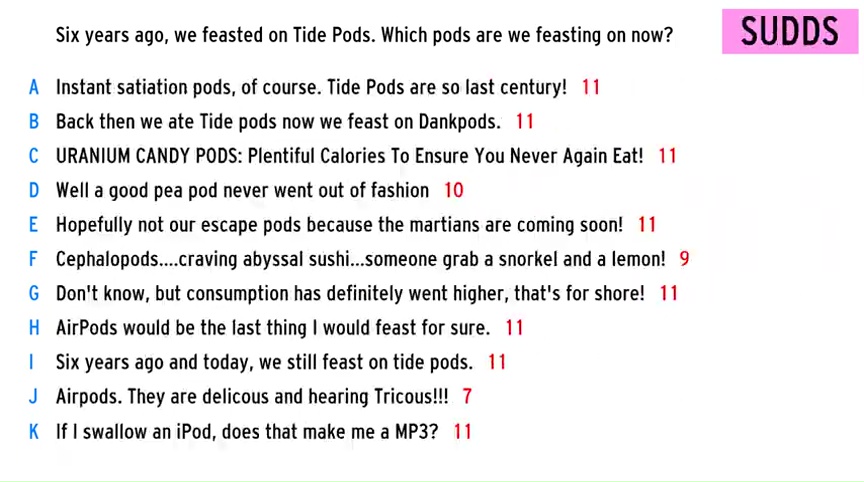 Six years ago, we feasted on Tide Pods. Which pods are we feasting on now?
SUDDS
A Instant satiation pods, of course. Tide Pods are so last century! 11
B Back then we ate Tide pods now we feast on Dankpods. 11
C URANIUM CANDY PODS: Plentiful Calories To Ensure You Never Again Eat! 11
D Well a good pea pod never went out of fashion 10
E Hopefully not our escape pods because the martians are coming soon! 11
F Cephalopods....craving abyssal sushi...someone grab a snorkel and a lemon! 9
G Don't know, but consumption has definitely went higher, that's for shore! 11
H AirPods would be the last thing I would feast for sure. 11
I Six years ago and today, we still feast on tide pods. 11
J Airpods. They are delicous and hearing Tricous!!! 7
K If I swallow an iPod, does that make me a MP3? 11